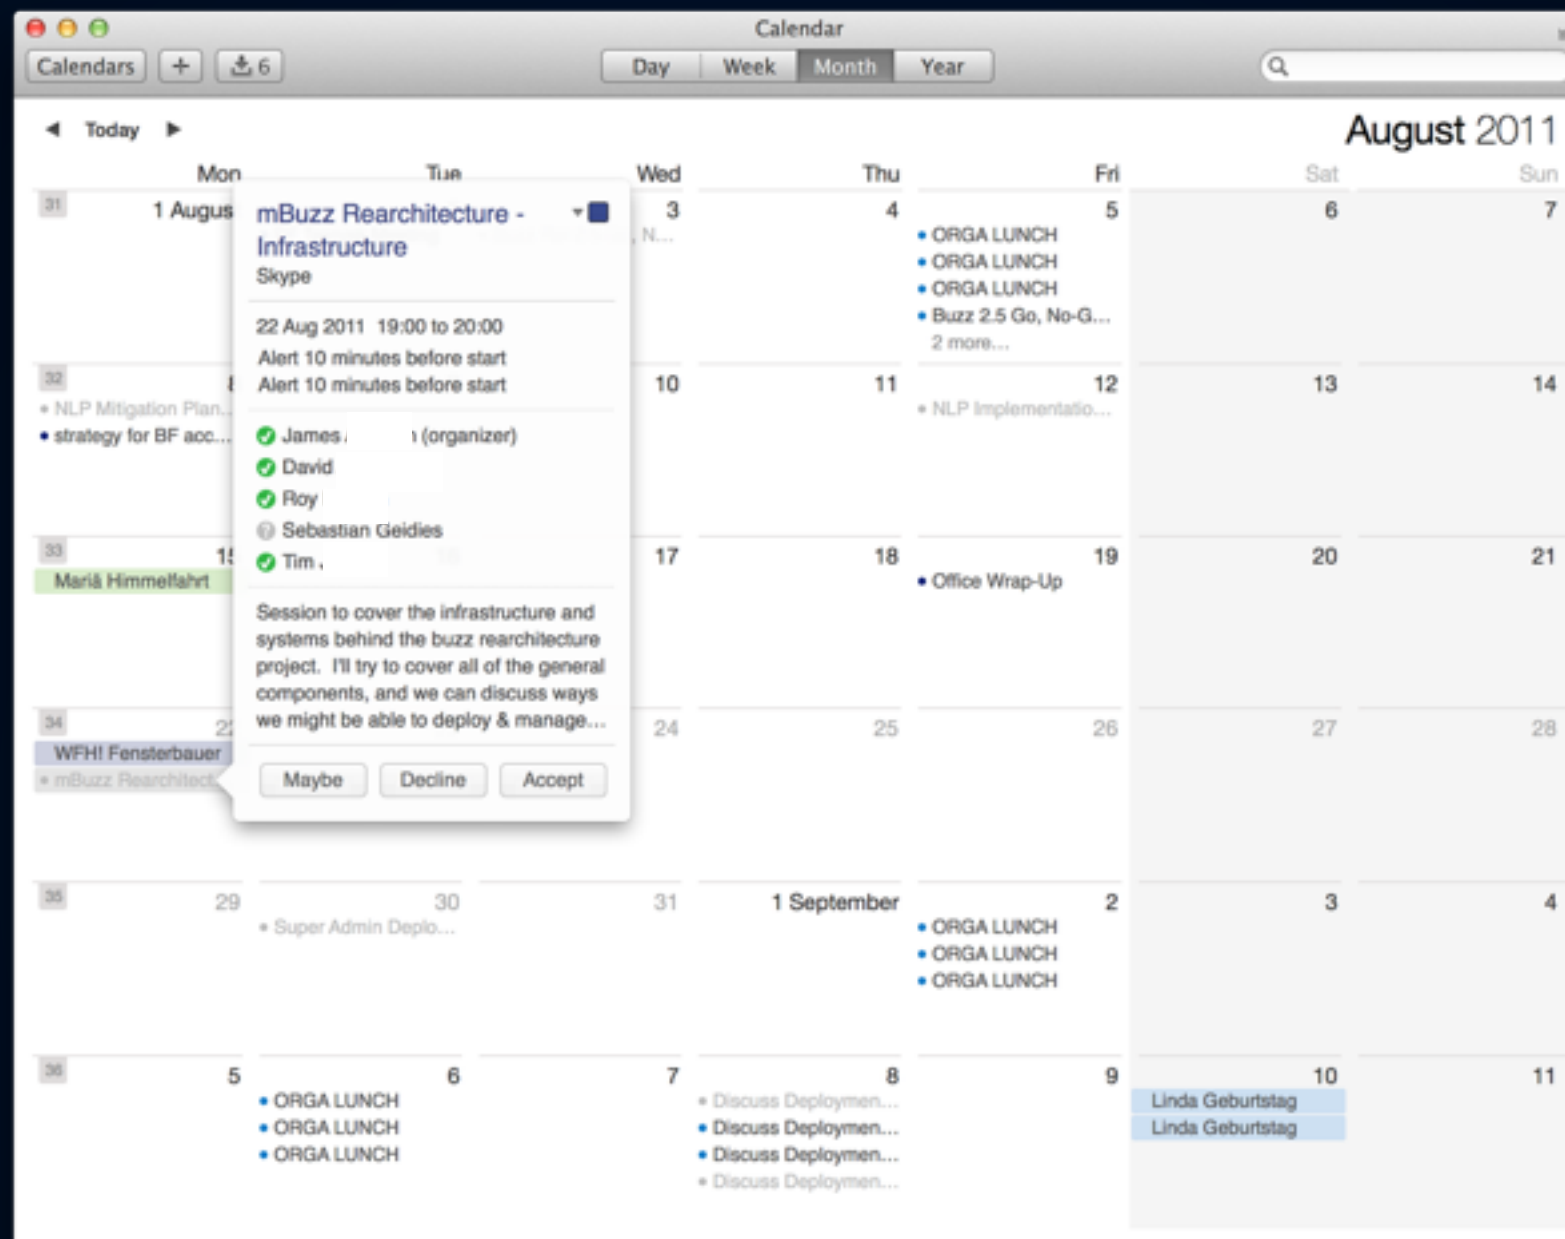 Calendar
Calendars + 6 Day Week Month Year
Today
August 2011
Mon Tue Wed Thu Fri Sat Sun
31 1 Augus 3 4 5 6 7
N...
• ORGA LUNCH
• ORGA LUNCH
• ORGA LUNCH
• Buzz 2.5 Go, No-G...
2 more...
mBuzz Rearchitecture -
Infrastructure
Skype
22 Aug 2011 19:00 to 20:00
Alert 10 minutes before start
Alert 10 minutes before start
James (organizer)
David
Roy
Sebastian Geidies
Tim
Session to cover the infrastructure and
systems behind the buzz rearchitecture
project. I'll try to cover all of the general
components, and we can discuss ways
we might be able to deploy & manage...
Maybe Decline Accept
32 10 11 12 13 14
• NLP Mitigation Plan...
• strategy for BF acc...
• NLP Implementatio...
33 15 17 18 19 20 21
Mariä Himmelfahrt
• Office Wrap-Up
34 22 24 25 26 27 28
WFH! Fensterbauer
• mBuzz Rearchitect...
35 29 30 31 1 September 2 3 4
• Super Admin Deplo...
• ORGA LUNCH
• ORGA LUNCH
• ORGA LUNCH
36 5 6 7 8 9 10 11
• ORGA LUNCH
• ORGA LUNCH
• ORGA LUNCH
• Discuss Deploymen...
• Discuss Deploymen...
• Discuss Deploymen...
• Discuss Deploymen...
Linda Geburtstag
Linda Geburtstag